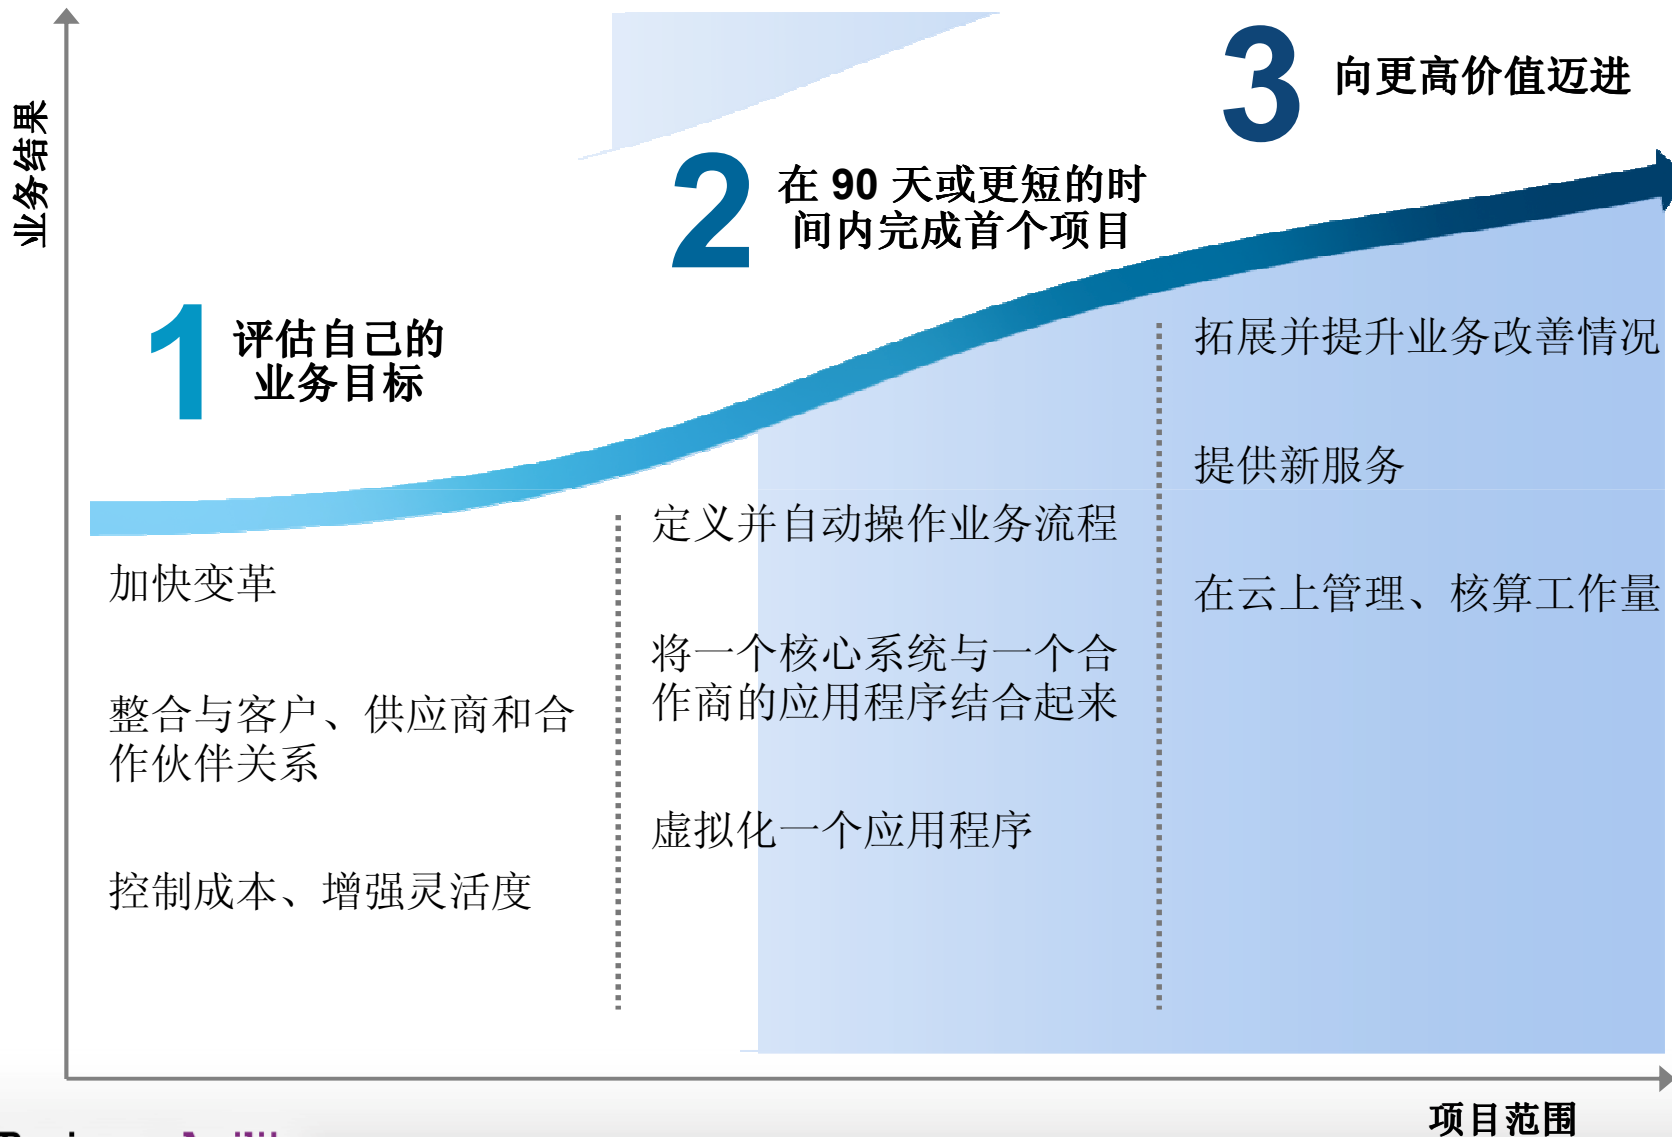 业务结果
1
评估自己的
业务目标
加快变革
整合与客户、供应商和合
作伙伴关系
控制成本、增强灵活度
2
在 90 天或更短的时
间内完成首个项目
定义并自动操作业务流程
将一个核心系统与一个合
作商的应用程序结合起来
虚拟化一个应用程序
3
向更高价值迈进
拓展并提升业务改善情况
提供新服务
在云上管理、核算工作量
项目范围